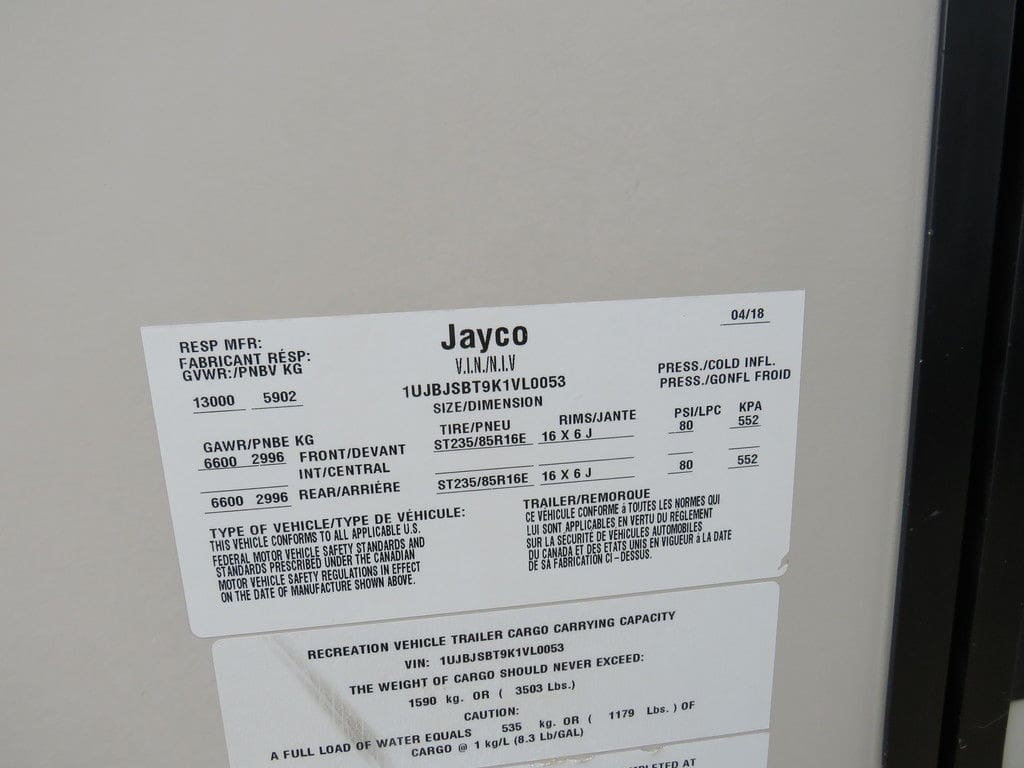 RESP MFR:
FABRICANT RÉSP:
GVWR:/PNBV KG
13000 5902
Jayco
V.I.N./N.I.V
1UJBJSBT9K1VL0053
SIZE/DIMENSION
04/18
PRESS./COLD INFL.
PRESS./GONFL FROID
GAWR/PNBE KG
TIRE/PNEU RIMS/JANTE PSI/LPC KPA
6600 2996 FRONT/DEVANT ST235/85R16E 16 X 6 J 80 552
INT/CENTRAL
6600 2996 REAR/ARRIÉRE ST235/85R16E 16 X 6 J 80 552
TYPE OF VEHICLE/TYPE DE VÉHICULE: TRAILER/REMORQUE
THIS VEHICLE CONFORMS TO ALL APPLICABLE U.S.
FEDERAL MOTOR VEHICLE SAFETY STANDARDS AND
STANDARDS PRESCRIBED UNDER THE CANADIAN
MOTOR VEHICLE SAFETY REGULATIONS IN EFFECT
ON THE DATE OF MANUFACTURE SHOWN ABOVE.
CE VÉHICULE CONFORME à TOUTES LES NORMES QUI
LUI SONT APPLICABLES EN VERTU DU RÉGLEMENT
SUR LA SÉCURITÉ DE VÉHICULES AUTOMOBILES
DU CANADA ET DES ÉTATS UNIS EN VIGUEUR à LA DATE
DE SA FABRICATION CI-DESSUS.
RECREATION VEHICLE TRAILER CARGO CARRYING CAPACITY
VIN: 1UJBJSBT9K1VL0053
THE WEIGHT OF CARGO SHOULD NEVER EXCEED:
1590 kg. OR ( 3503 Lbs.)
CAUTION:
A FULL LOAD OF WATER EQUALS 535 kg. OR ( 1179 Lbs. ) OF
CARGO @ 1 kg/L (8.3 Lb/GAL)
AT